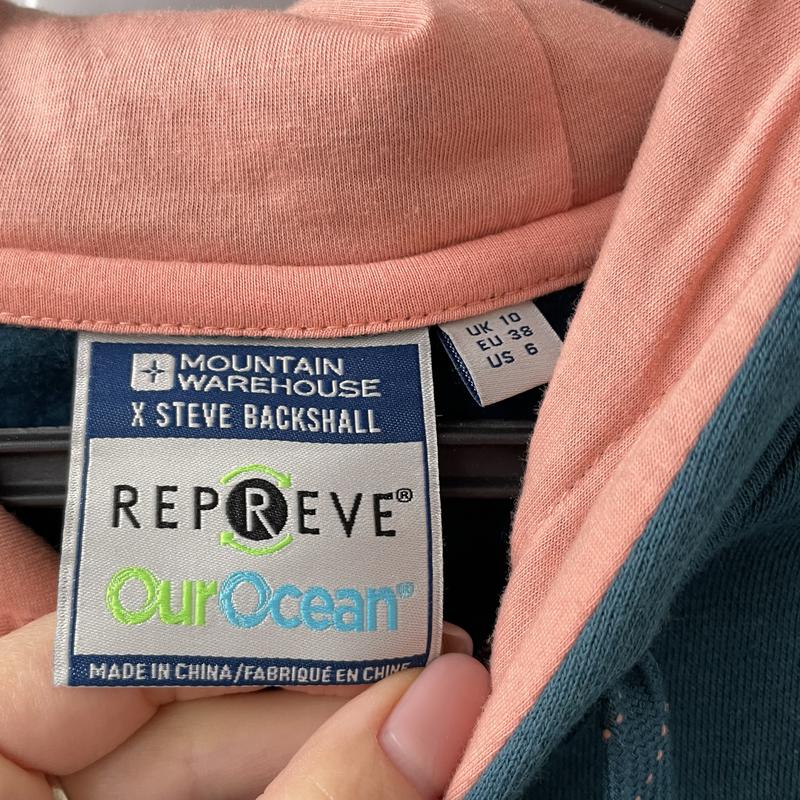 MOUNTAIN
WAREHOUSE
X STEVE BACKSHALL
REPREVE®
OurOcean®
MADE IN CHINA/FABRIQUÉ EN CHINE
UK 10
EU 38
US 6